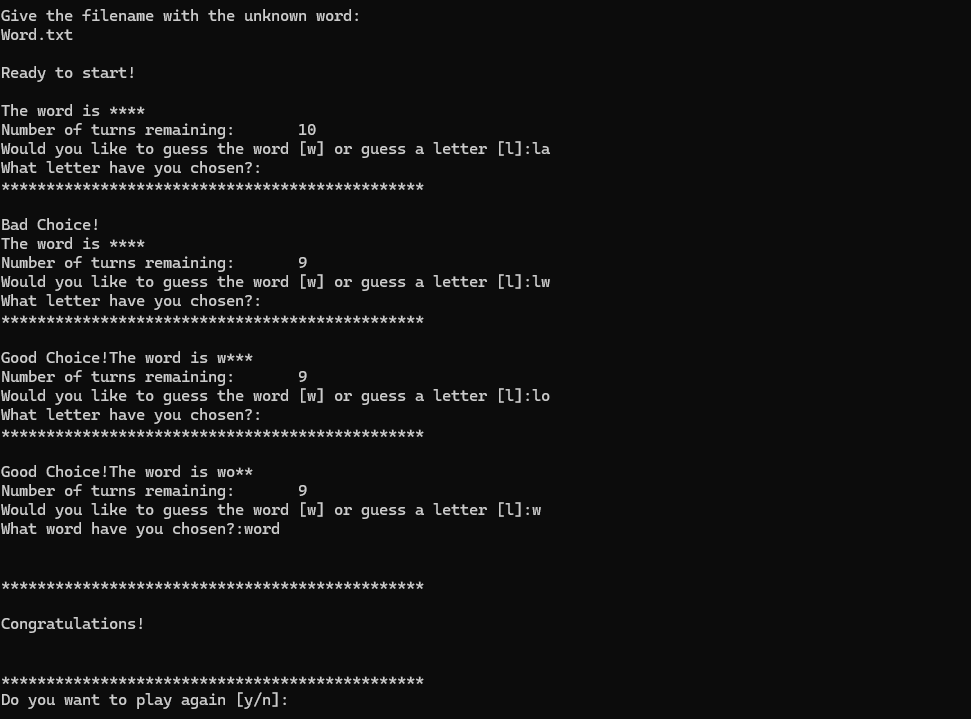 Give the filename with the unknown word:
Word.txt
Ready to start!
The word is ****
Number of turns remaining: 10
Would you like to guess the word [w] or guess a letter [l]:la
What letter have you chosen?:
***********************************************
Bad Choice!
The word is ****
Number of turns remaining: 9
Would you like to guess the word [w] or guess a letter [l]:lw
What letter have you chosen?:
***********************************************
Good Choice!The word is w***
Number of turns remaining: 9
Would you like to guess the word [w] or guess a letter [l]:lo
What letter have you chosen?:
***********************************************
Good Choice!The word is wo**
Number of turns remaining: 9
Would you like to guess the word [w] or guess a letter [l]:w
What word have you chosen?:word
***********************************************
Congratulations!
***********************************************
Do you want to play again [y/n]: